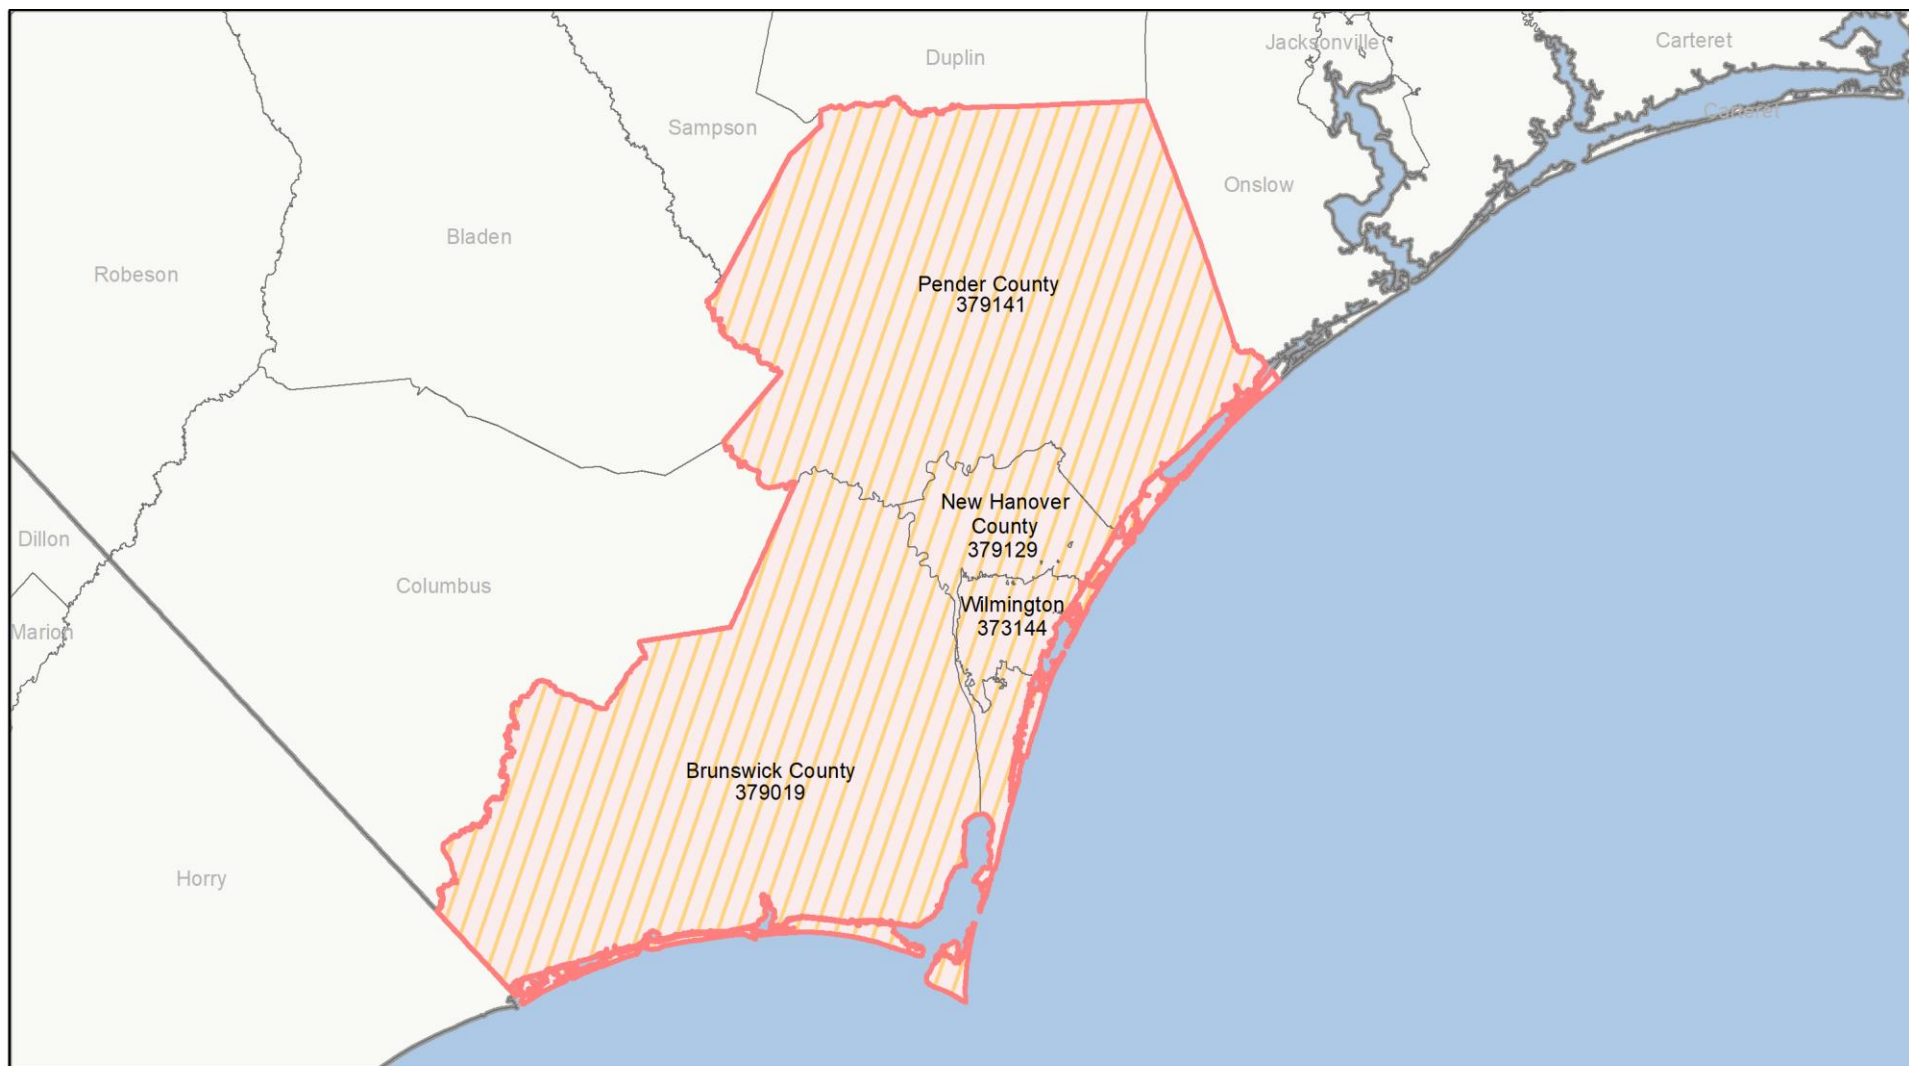 Jacksonville
Carteret
Duplin
Carteret
Sampson
Onslow
Bladen
Robeson
Pender County
379141
New Hanover
County
379129
Dillon
Columbus
Wilmington
373144
Marion
Brunswick County
379019
Horry